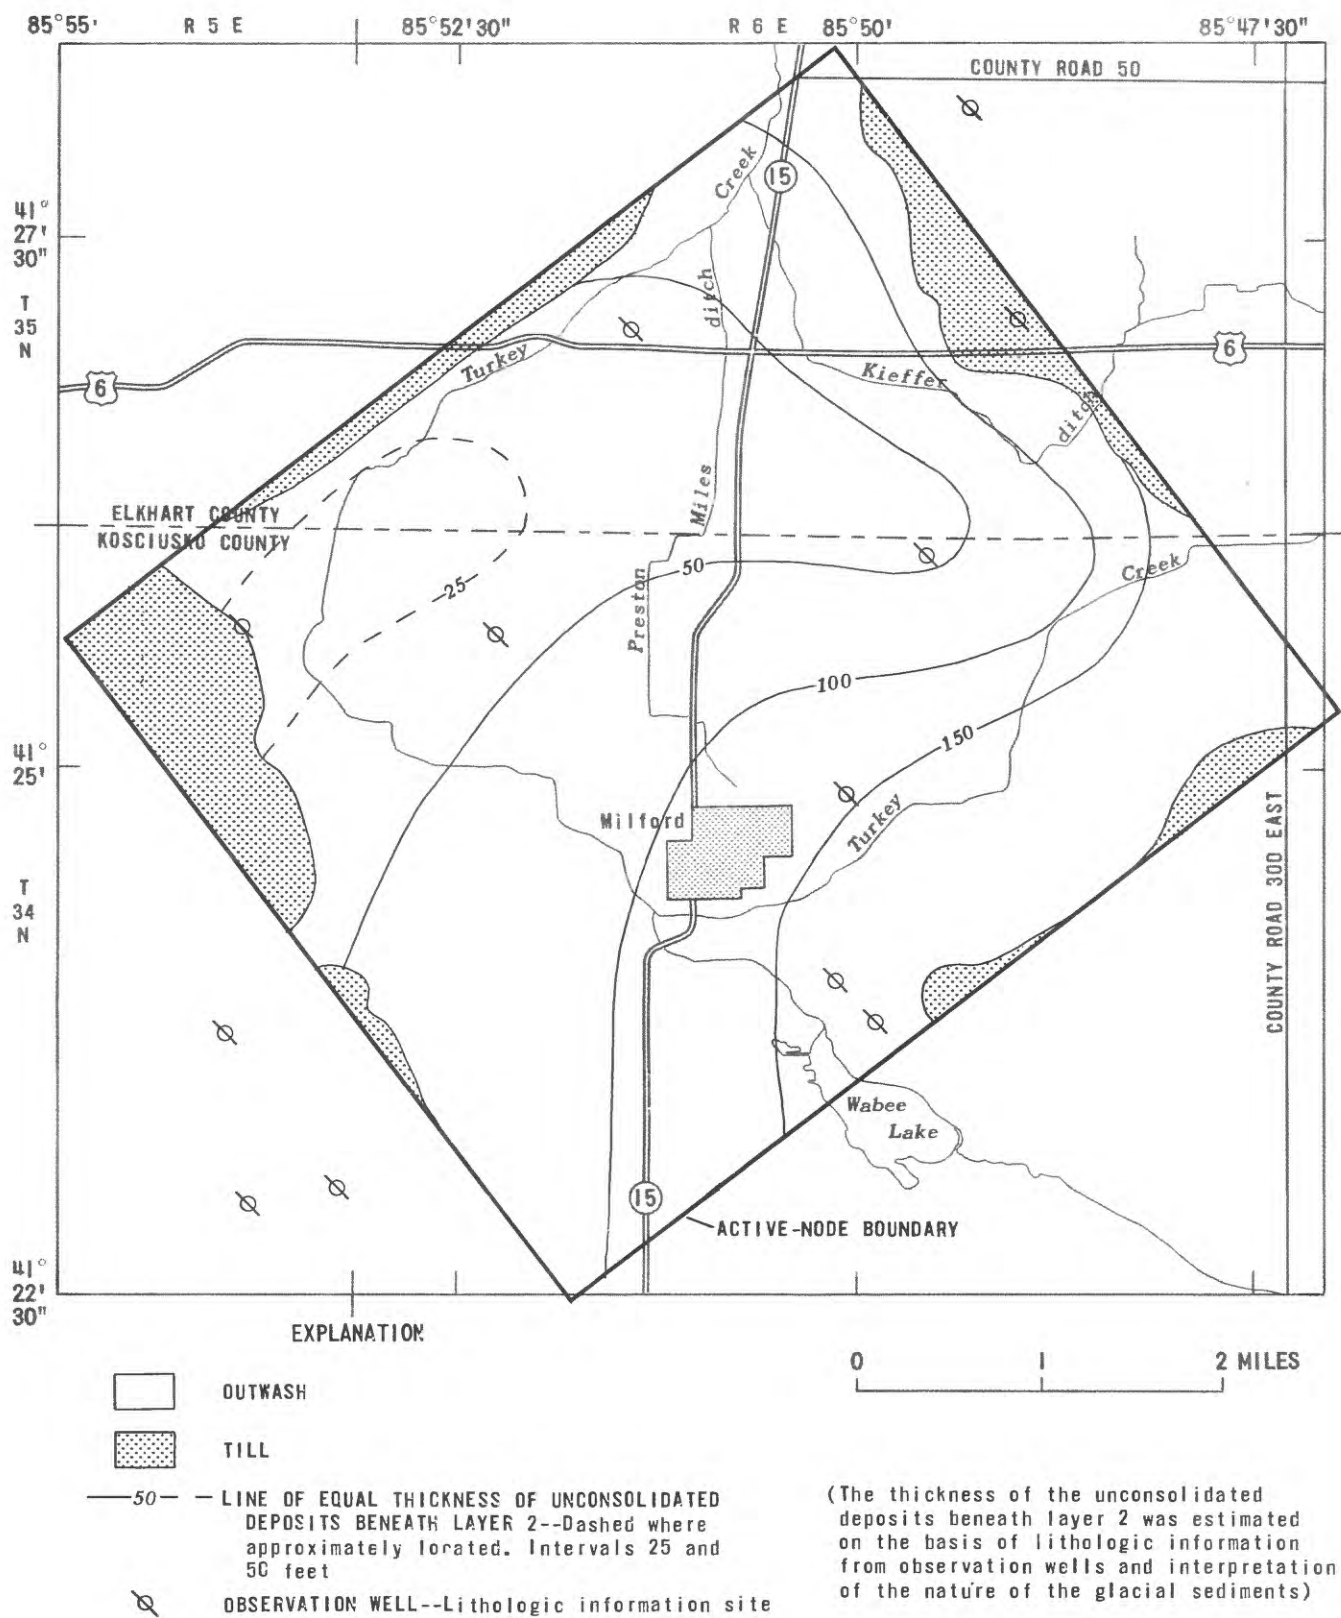 85°55' R 5 E 85°52'30" R 6 E 85°50' 85°47'30"
COUNTY ROAD 50
Creek
15
41°
27'
30"
T
35
N
ditch
6
Turkey
Kieffer
6
ditch
Miles
ELKHART COUNTY
KOSCIUSKO COUNTY
50
25
Preston
Creek
100
150
41°
25'
Milford
Turkey
COUNTY ROAD 300 EAST
T
34
N
Wabee
Lake
15
ACTIVE-NODE BOUNDARY
41°
22'
30"
EXPLANATION
0 1 2 MILES
OUTWASH
TILL
50 LINE OF EQUAL THICKNESS OF UNCONSOLIDATED
DEPOSITS BENEATH LAYER 2--Dashed where
approximately located. Intervals 25 and
50 feet
OBSERVATION WELL--Lithologic information site
(The thickness of the unconsolidated
deposits beneath layer 2 was estimated
on the basis of lithologic information
from observation wells and interpretation
of the nature of the glacial sediments)